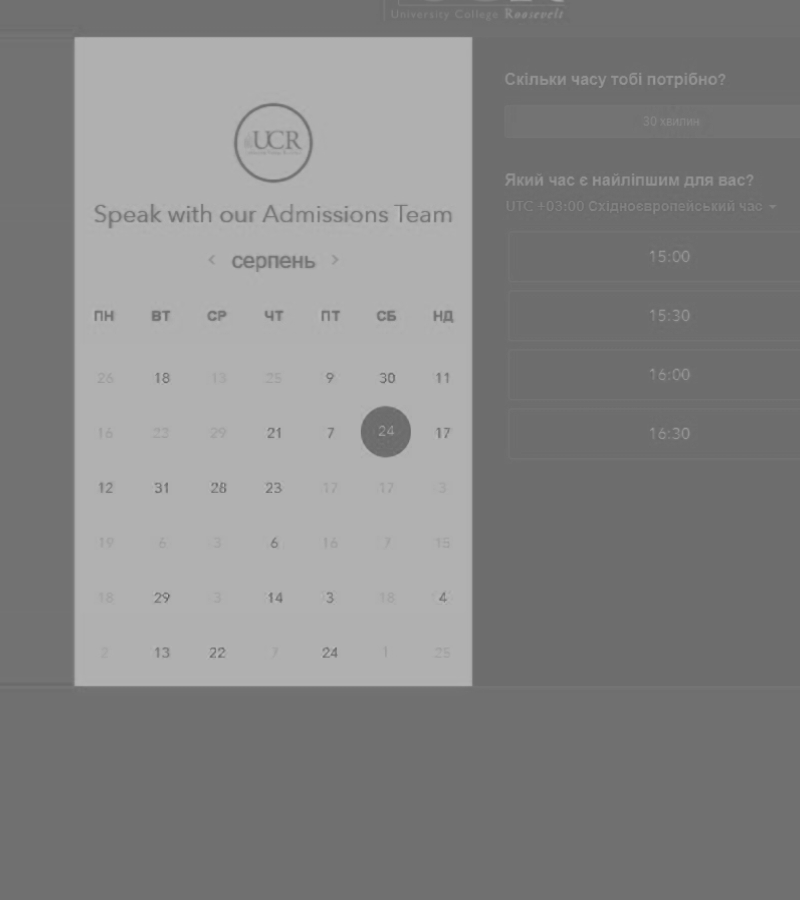 University College Roosevelt
UCR
Speak with our Admissions Team
< серпень >
ПН ВТ СР ЧТ ПТ СБ НД
26 18 13 25 9 30 11
16 23 29 21 7 24 17
12 31 28 23 17 17 3
19 6 3 6 16 7 15
18 29 3 14 3 18 4
2 13 22 7 24 1 25
Скільки часу тобі потрібно?
30 хвилин
Який час є найліпшим для вас?
UTC +03:00 Східноєвропейський час
15:00
15:30
16:00
16:30